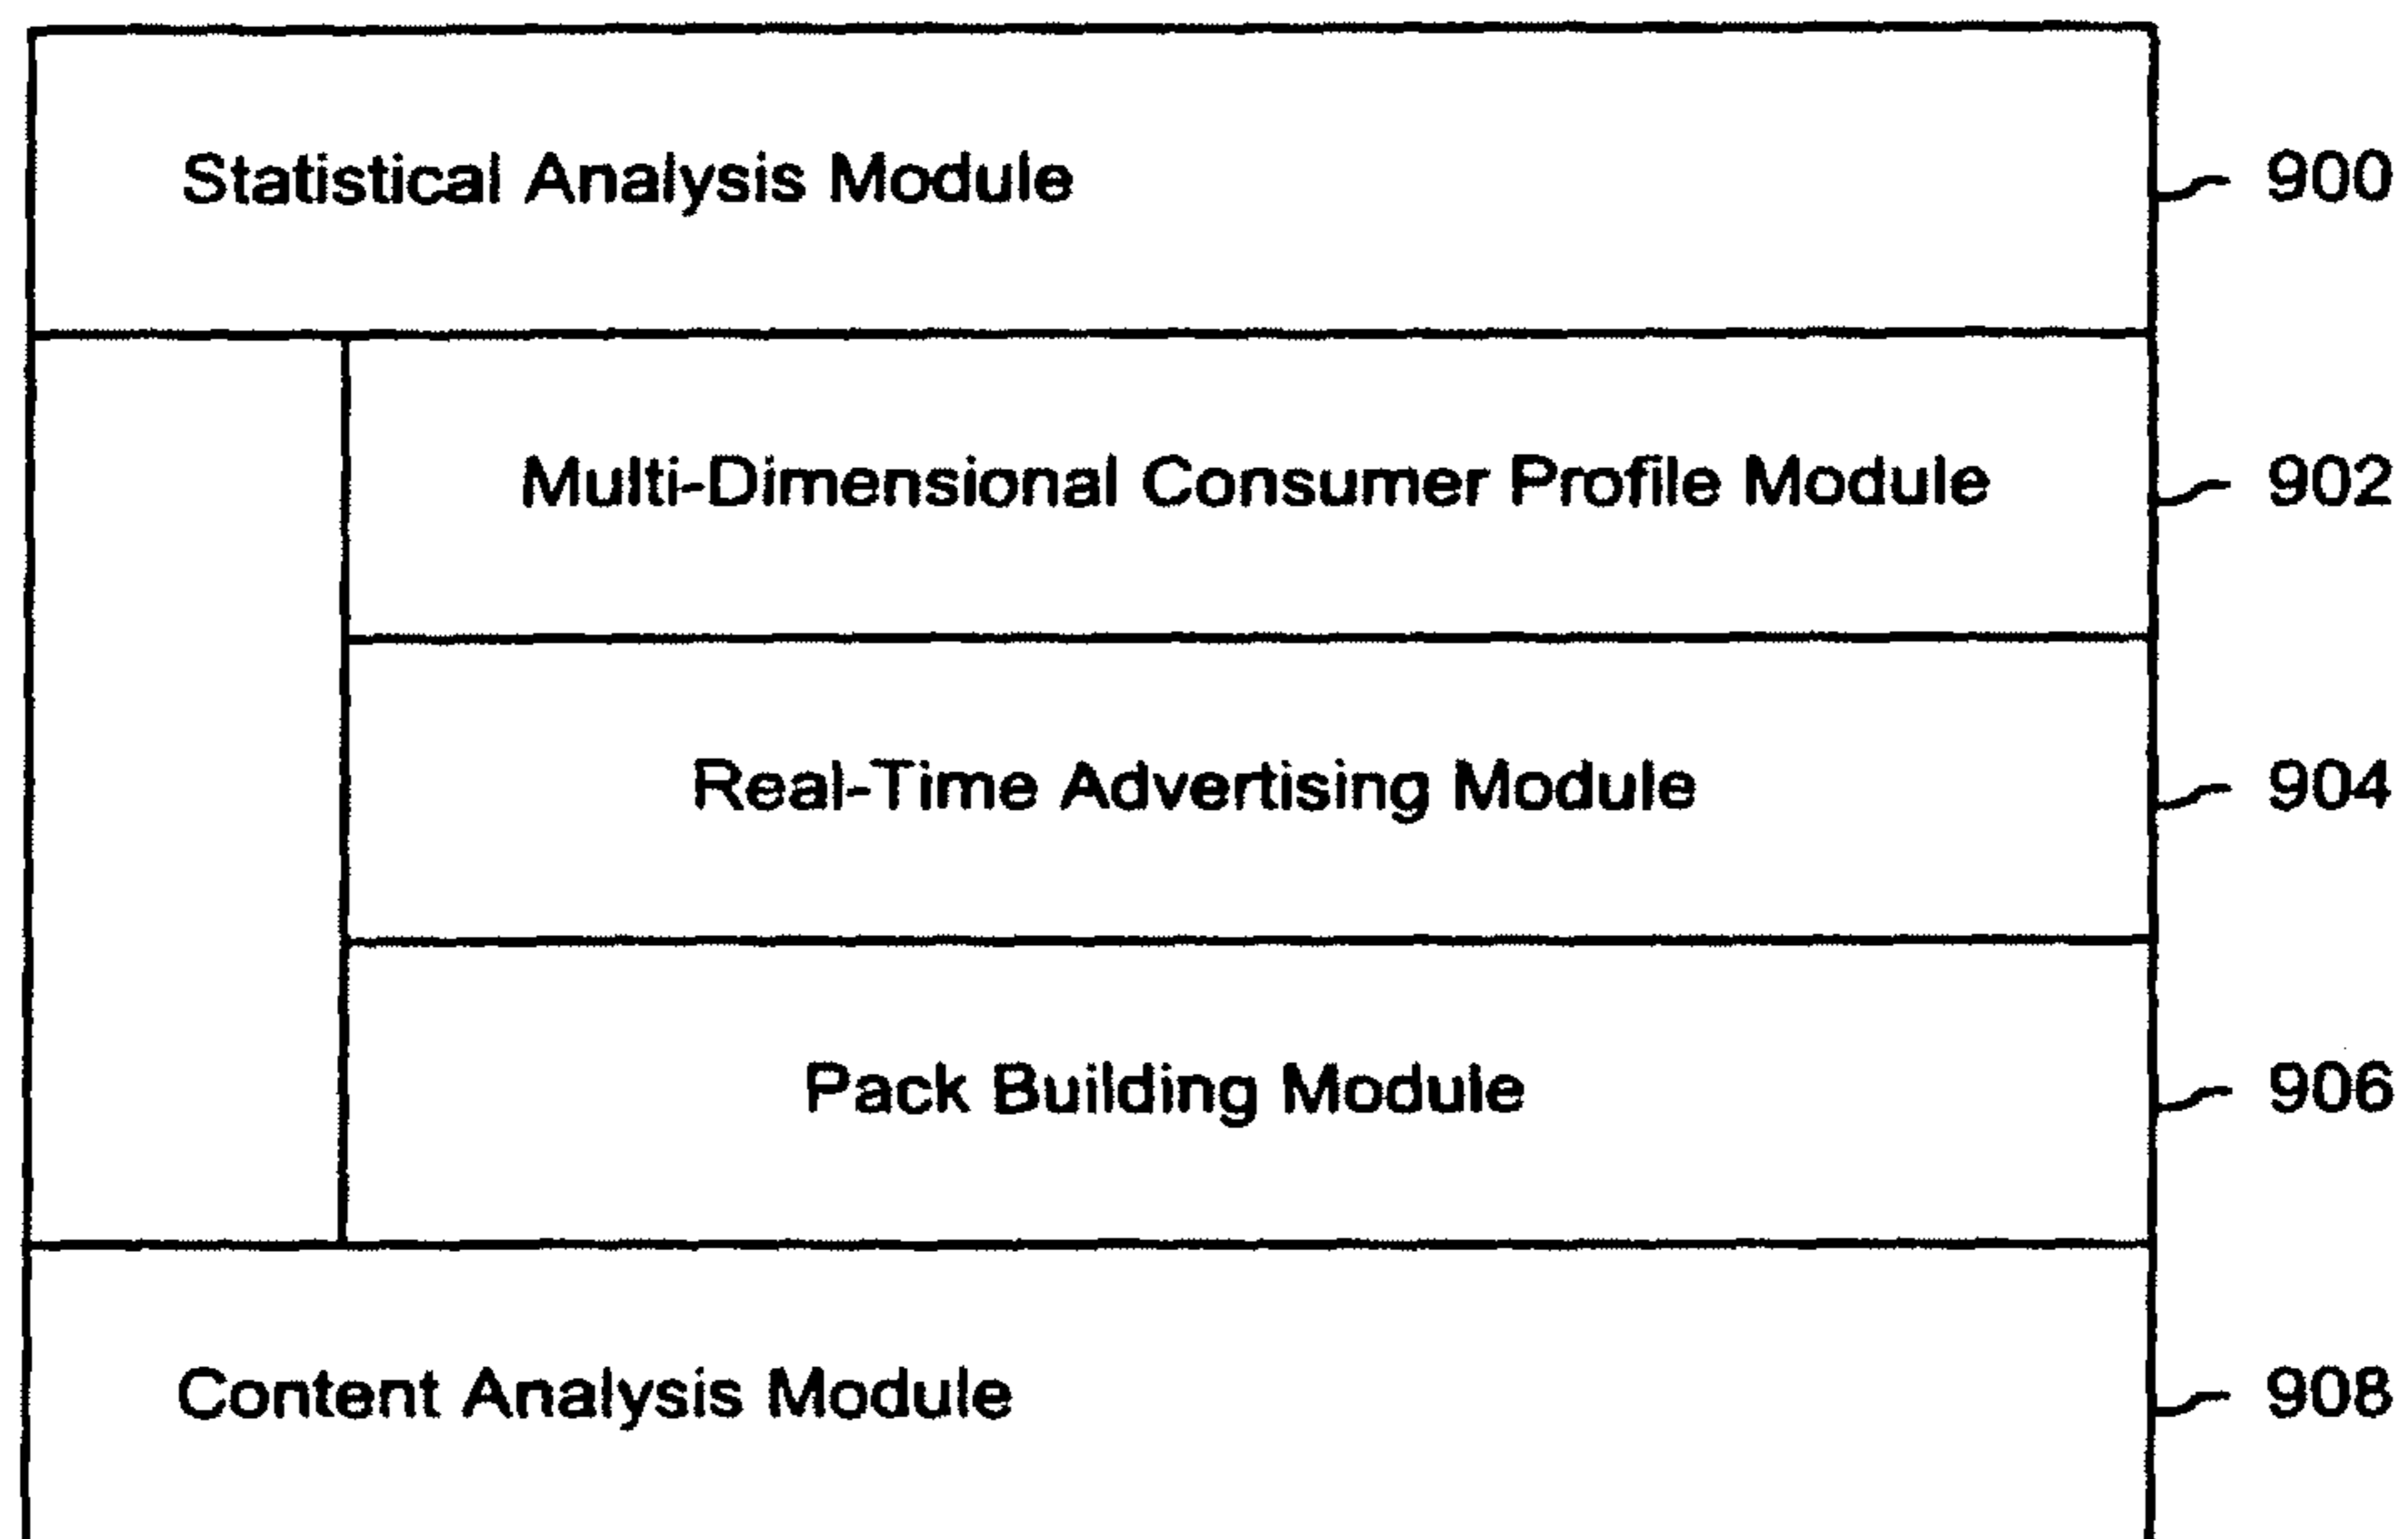 Statistical Analysis Module 900
Multi-Dimensional Consumer Profile Module 902
Real-Time Advertising Module 904
Pack Building Module 906
Content Analysis Module 908